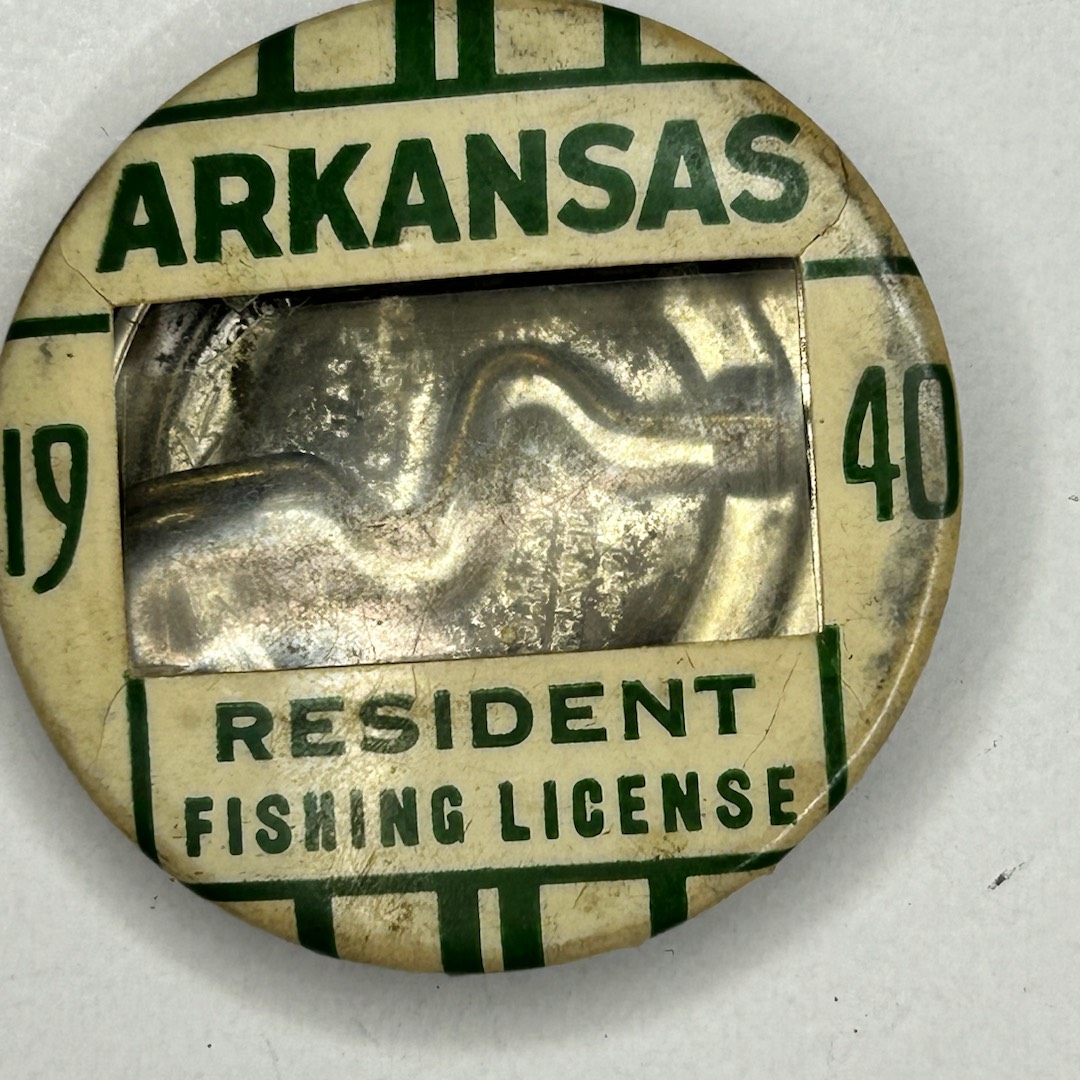 ARKANSAS
19 40
RESIDENT
FISHING LICENSE